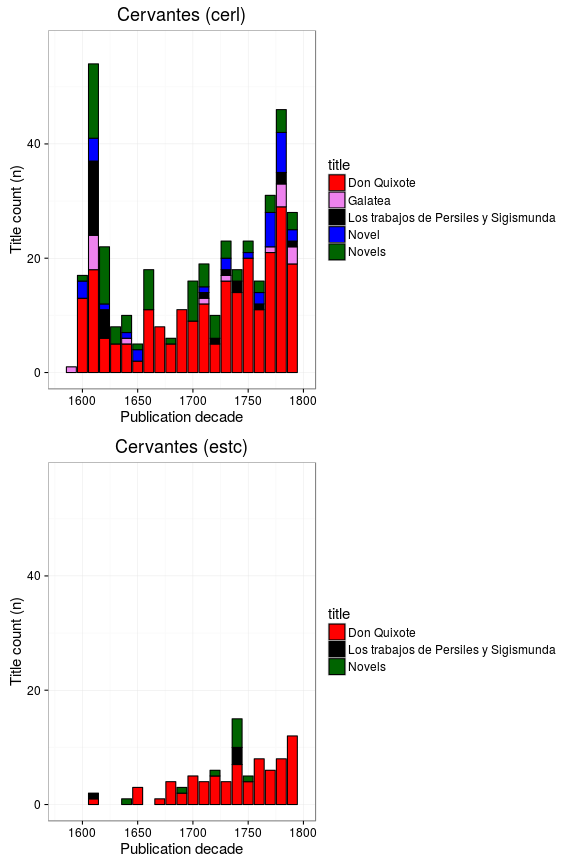 Cervantes (cerl)
Title count (n)
40
20
0
1600 1650 1700 1750 1800
Publication decade
title
Don Quixote
Galatea
Los trabajos de Persiles y Sigismunda
Novel
Novels
Cervantes (estc)
Title count (n)
40
20
0
1600 1650 1700 1750 1800
Publication decade
title
Don Quixote
Los trabajos de Persiles y Sigismunda
Novels